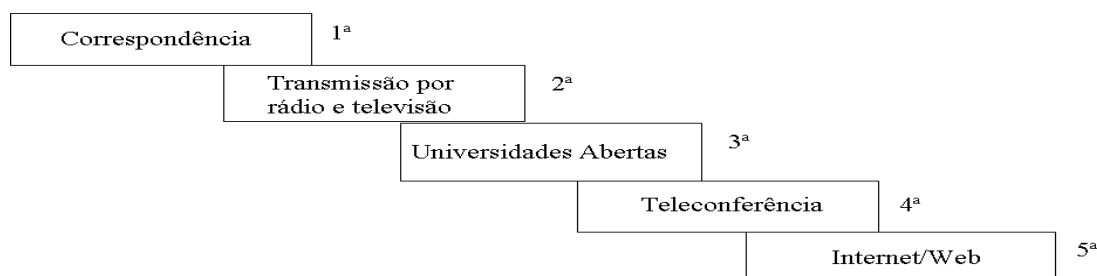 Correspondência 1ª
Transmissão por
rádio e televisão 2ª
Universidades Abertas 3ª
Teleconferência 4ª
Internet/Web 5ª